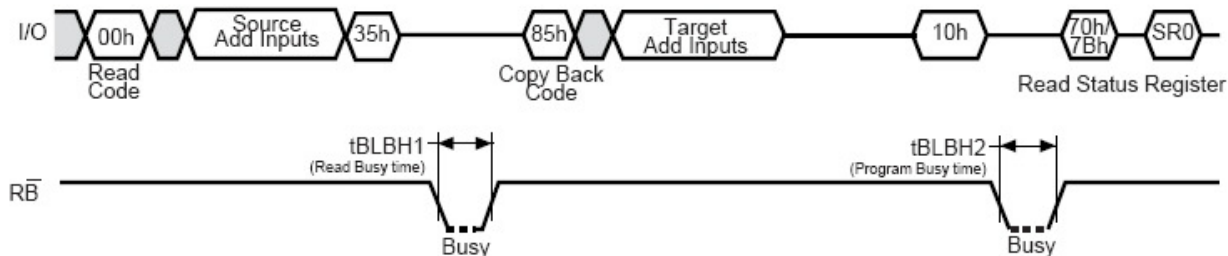 I/O
00h
Source
Add Inputs
35h
85h
Target
Add Inputs
10h
70h/
7Bh
SR0
Read
Code
Copy Back
Code
Read Status Register
tBLBH1
(Read Busy time)
tBLBH2
(Program Busy time)
RB̅
Busy
Busy